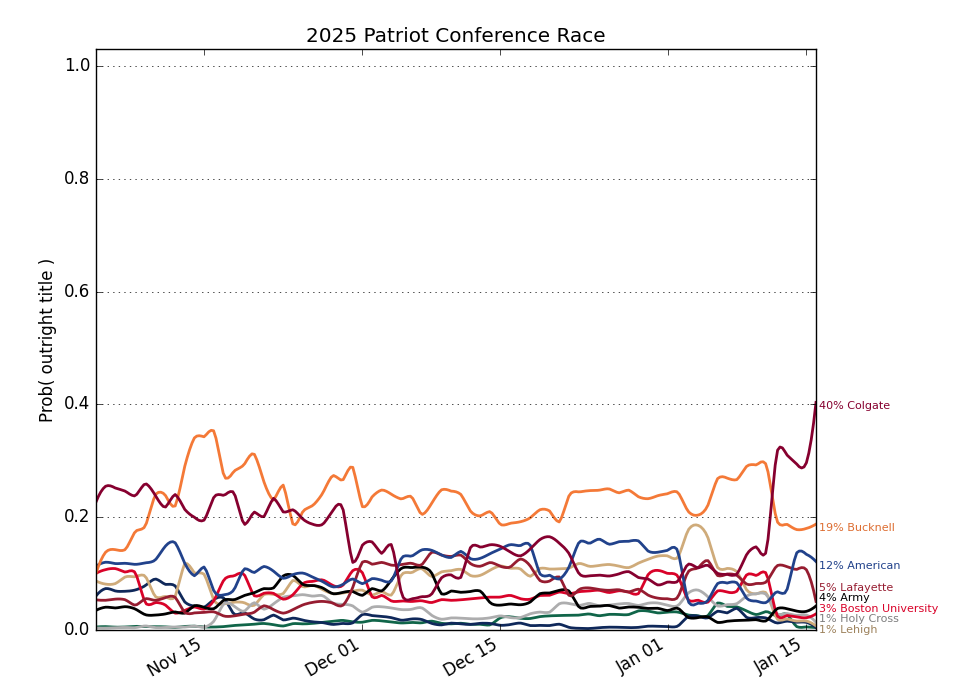 2025 Patriot Conference Race
Prob( outright title )
1.0
0.8
0.6
0.4
0.2
0.0
Nov 15
Dec 01
Dec 15
Jan 01
Jan 15
40% Colgate
19% Bucknell
12% American
5% Lafayette
4% Army
3% Boston University
1% Holy Cross
1% Lehigh